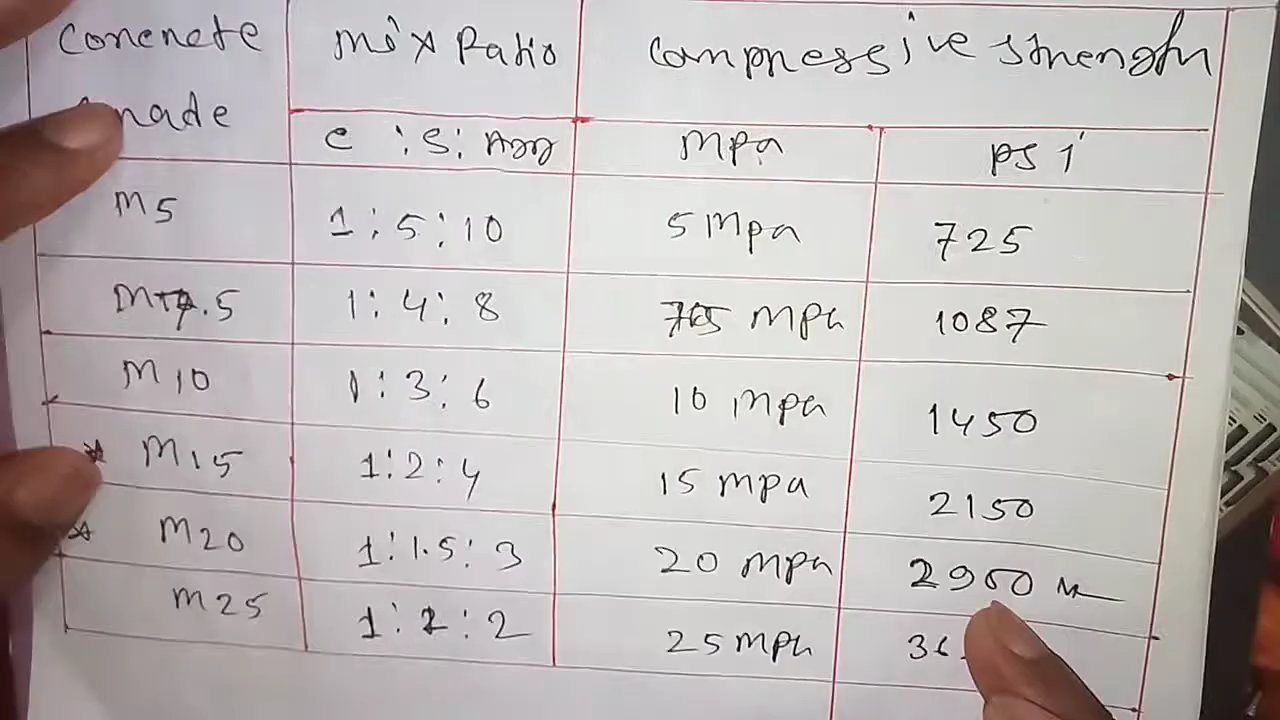 Concrete mix Ratio compressive strength
Grade
C : S : Agg mpa psi
M5 1 : 5 : 10 5 mpa 725
M7.5 1 : 4 : 8 7.5 mpa 1087
M10 1 : 3 : 6 10 mpa 1450
M15 1 : 2 : 4 15 mpa 2150
M20 1 : 1.5 : 3 20 mpa 2900
M25 1 : 1 : 2 25 mpa 36